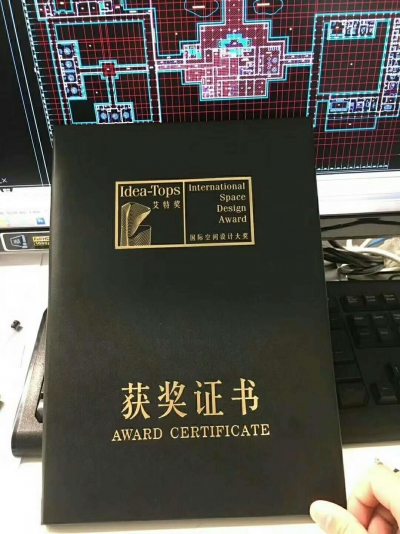 Idea-Tops
艾特奖
International
Space
Design
Award
国际空间设计大奖
获奖证书
AWARD CERTIFICATE